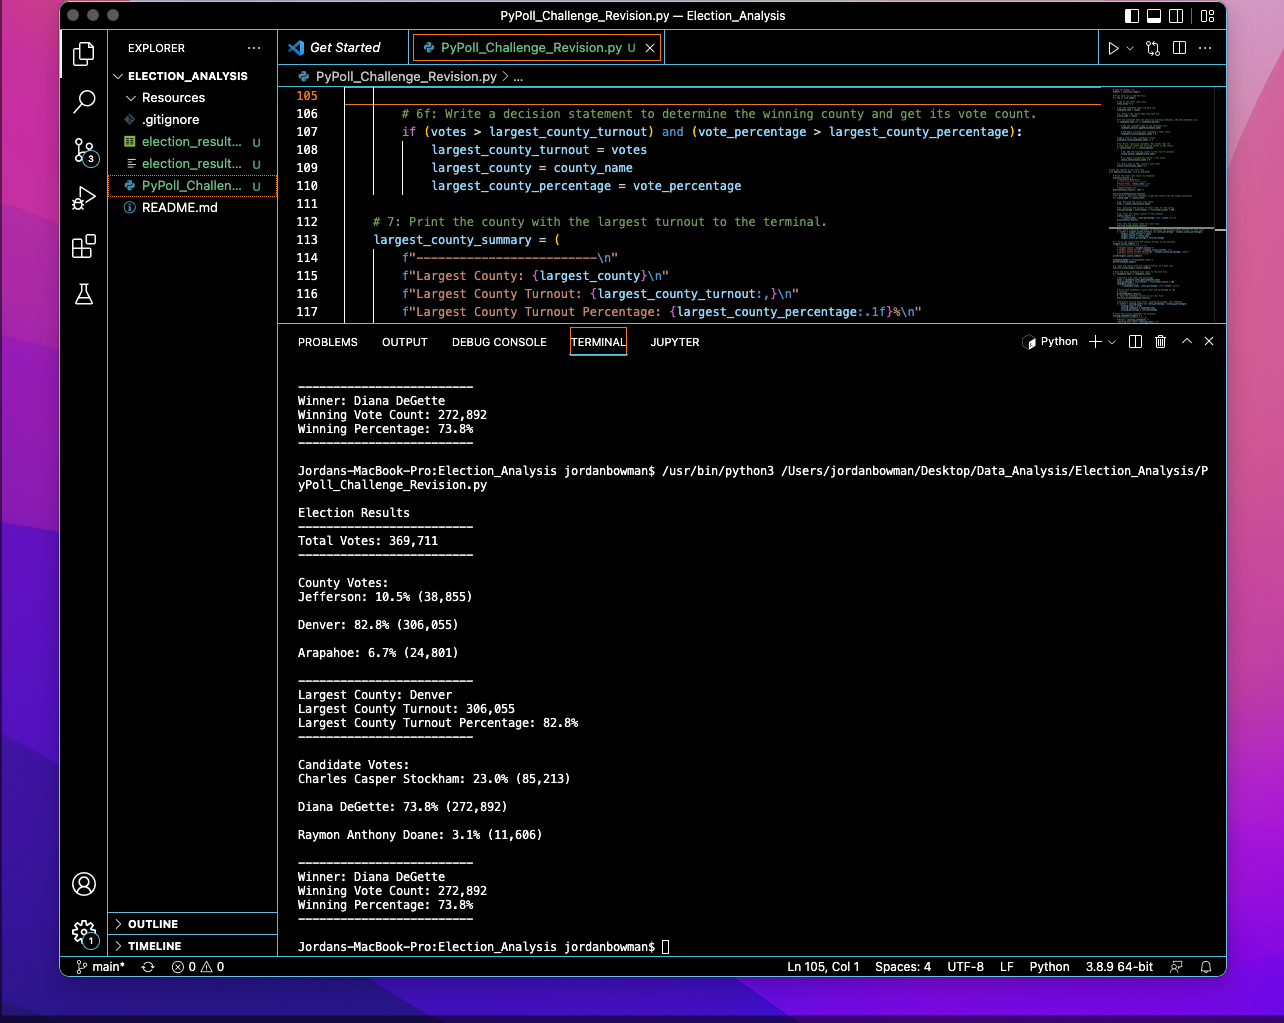 PyPoll_Challenge_Revision.py — Election_Analysis
EXPLORER ...
ELECTION_ANALYSIS
Resources
.gitignore
election_result... U
election_result... U
PyPoll_Challen... U
README.md
3
OUTLINE
TIMELINE
1
Get Started
PyPoll_Challenge_Revision.py U
PyPoll_Challenge_Revision.py > ...
105
106 # 6f: Write a decision statement to determine the winning county and get its vote count.
107 if (votes > largest_county_turnout) and (vote_percentage > largest_county_percentage):
108 largest_county_turnout = votes
109 largest_county = county_name
110 largest_county_percentage = vote_percentage
111
112 # 7: Print the county with the largest turnout to the terminal.
113 largest_county_summary = (
114 f"-------------------------\n"
115 f"Largest County: {largest_county}\n"
116 f"Largest County Turnout: {largest_county_turnout:,}\n"
117 f"Largest County Turnout Percentage: {largest_county_percentage:.1f}%\n"
PROBLEMS OUTPUT DEBUG CONSOLE TERMINAL JUPYTER Python
-------------------------
Winner: Diana DeGette
Winning Vote Count: 272,892
Winning Percentage: 73.8%
-------------------------
Jordans-MacBook-Pro:Election_Analysis jordanbowman$ /usr/bin/python3 /Users/jordanbowman/Desktop/Data_Analysis/Election_Analysis/P
yPoll_Challenge_Revision.py
Election Results
-------------------------
Total Votes: 369,711
-------------------------
County Votes:
Jefferson: 10.5% (38,855)
Denver: 82.8% (306,055)
Arapahoe: 6.7% (24,801)
-------------------------
Largest County: Denver
Largest County Turnout: 306,055
Largest County Turnout Percentage: 82.8%
-------------------------
Candidate Votes:
Charles Casper Stockham: 23.0% (85,213)
Diana DeGette: 73.8% (272,892)
Raymon Anthony Doane: 3.1% (11,606)
-------------------------
Winner: Diana DeGette
Winning Vote Count: 272,892
Winning Percentage: 73.8%
-------------------------
Jordans-MacBook-Pro:Election_Analysis jordanbowman$
main* 0 0 Ln 105, Col 1 Spaces: 4 UTF-8 LF Python 3.8.9 64-bit